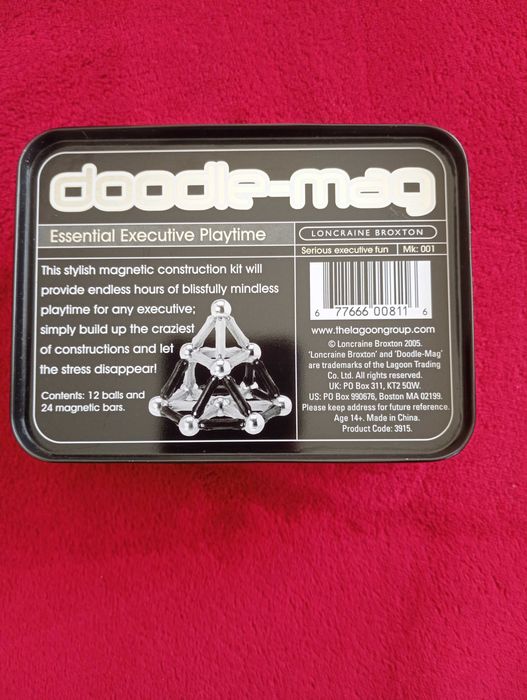 doodle-mag
Essential Executive Playtime
LONCRAINE BROXTON
Serious executive fun Mk: 001
This stylish magnetic construction kit will
provide endless hours of blissfully mindless
playtime for any executive;
simply build up the craziest
of constructions and let
the stress disappear!
Contents: 12 balls and
24 magnetic bars.
6 77666 00811 6
www.thelagoongroup.com
© Loncraine Broxton 2005.
'Loncraine Broxton' and 'Doodle-Mag'
are trademarks of the Lagoon Trading
Co. Ltd. All rights reserved.
UK: PO Box 311, KT2 5QW.
US: PO Box 990676, Boston MA 02199.
Please keep address for future reference.
Age 14+. Made in China.
Product Code: 3915.